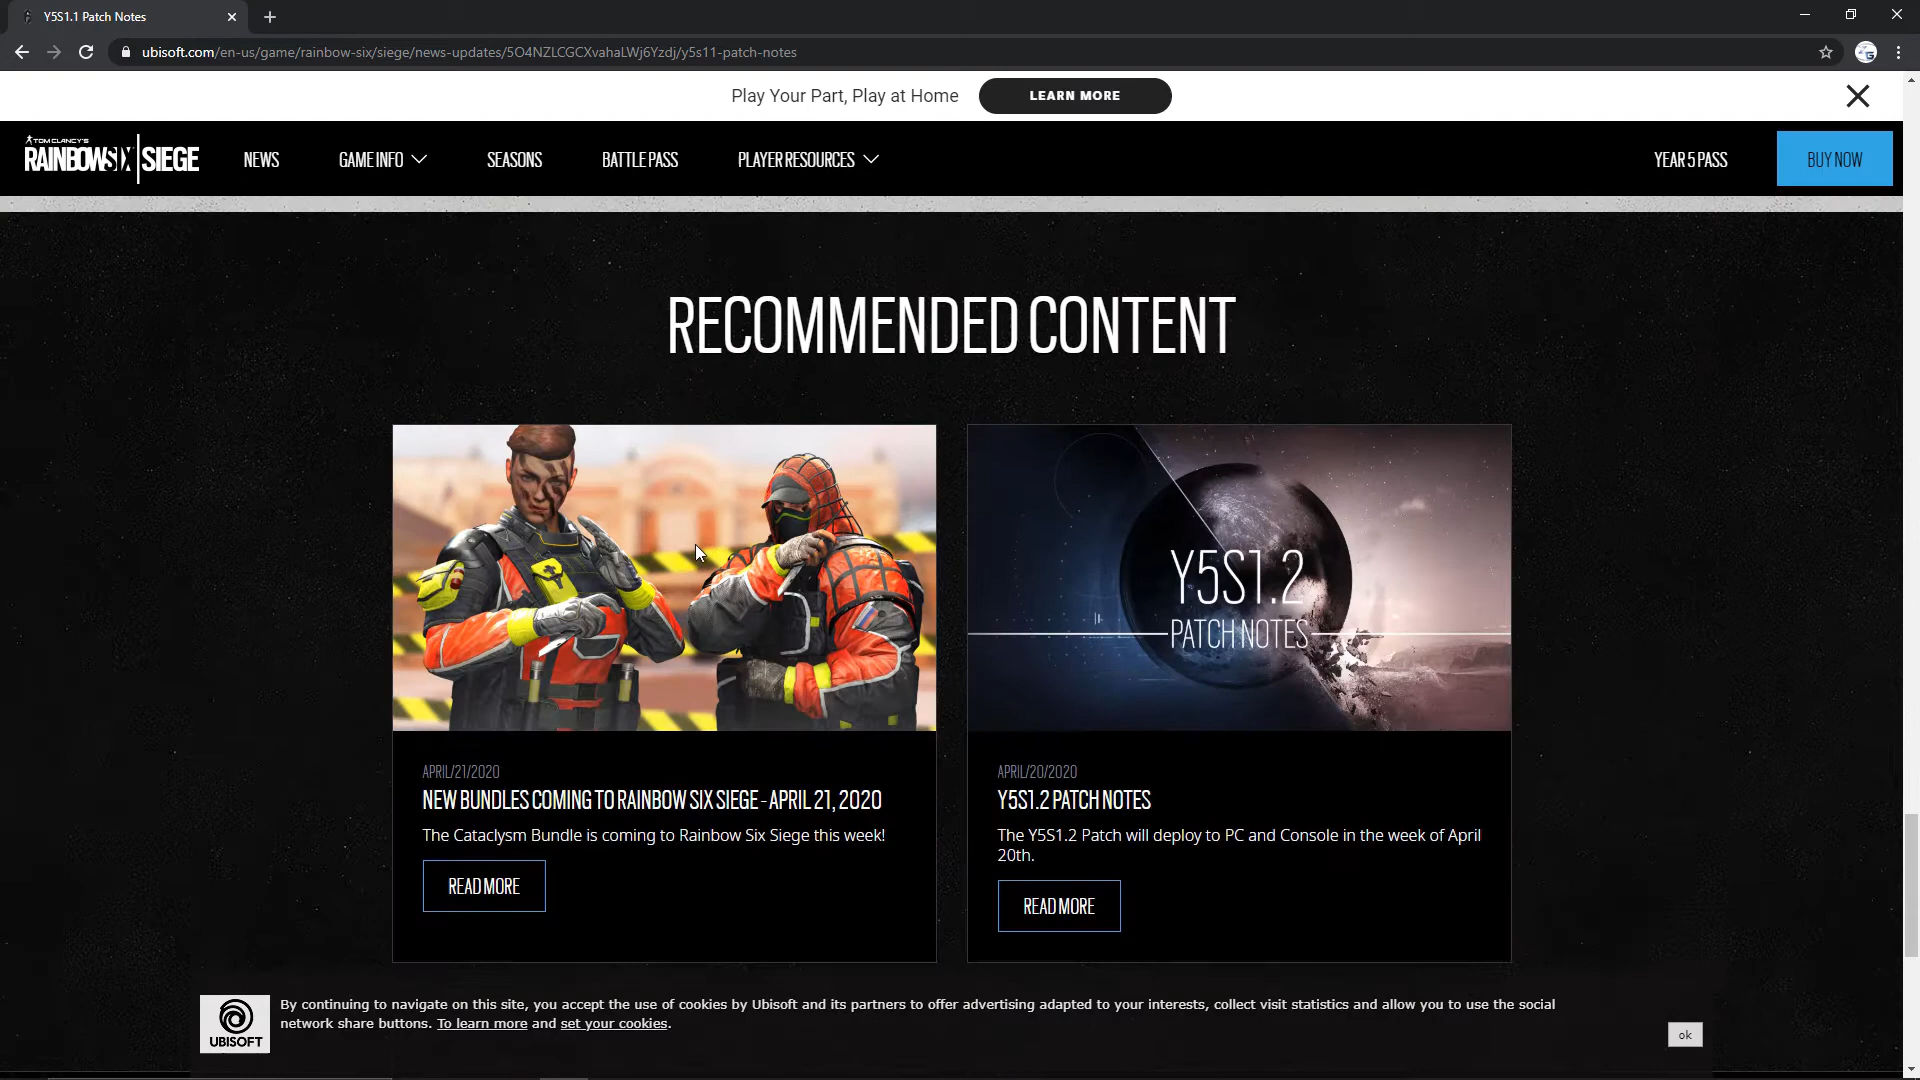 Y5S1.1 Patch Notes
ubisoft.com/en-us/game/rainbow-six/siege/news-updates/5O4NZLCGCXvahaLWj6Yzdj/y5s11-patch-notes
Play Your Part, Play at Home
LEARN MORE
TOM CLANCY'S
RAINBOWSIX SIEGE
NEWS
GAME INFO
SEASONS
BATTLE PASS
PLAYER RESOURCES
YEAR 5 PASS
BUY NOW
RECOMMENDED CONTENT
Y5S1.2
PATCH NOTES
APRIL/21/2020
NEW BUNDLES COMING TO RAINBOW SIX SIEGE - APRIL 21, 2020
The Cataclysm Bundle is coming to Rainbow Six Siege this week!
READ MORE
APRIL/20/2020
Y5S1.2 PATCH NOTES
The Y5S1.2 Patch will deploy to PC and Console in the week of April
20th.
READ MORE
UBISOFT
By continuing to navigate on this site, you accept the use of cookies by Ubisoft and its partners to offer advertising adapted to your interests, collect visit statistics and allow you to use the social
network share buttons. To learn more and set your cookies.
ok